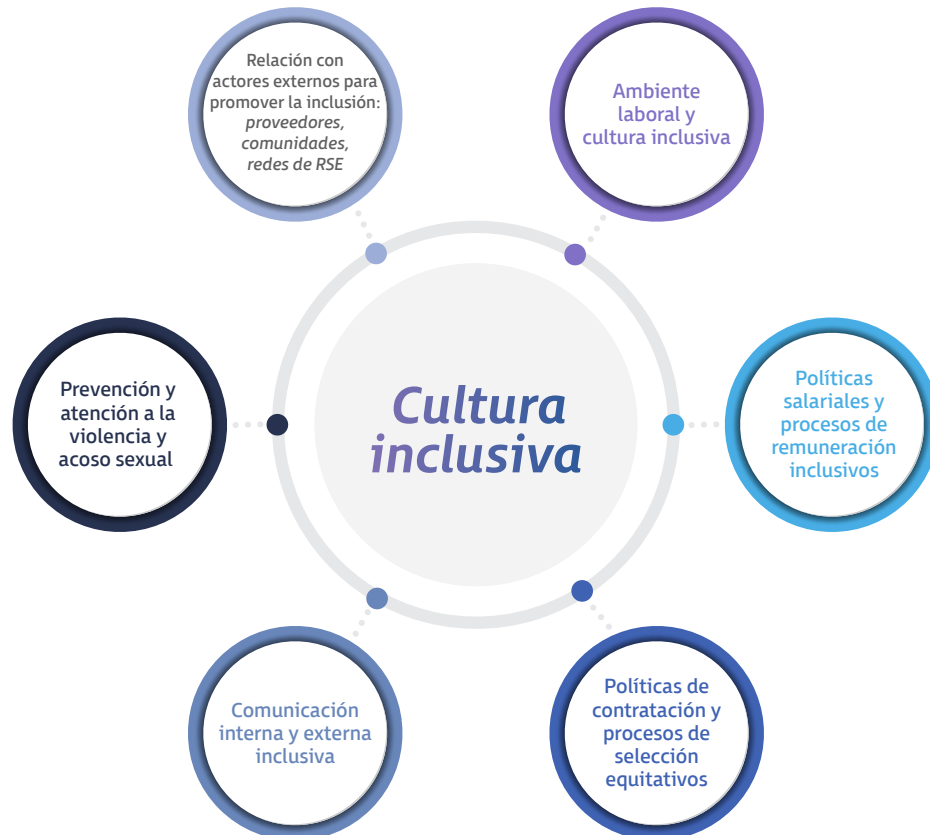 Relación con
actores externos para
promover la inclusión:
proveedores,
comunidades,
redes de RSE
Ambiente
laboral y
cultura inclusiva
Prevención y
atención a la
violencia y
acoso sexual
Cultura
inclusiva
Políticas
salariales y
procesos de
remuneración
inclusivos
Comunicación
interna y externa
inclusiva
Políticas de
contratación y
procesos de
selección
equitativos